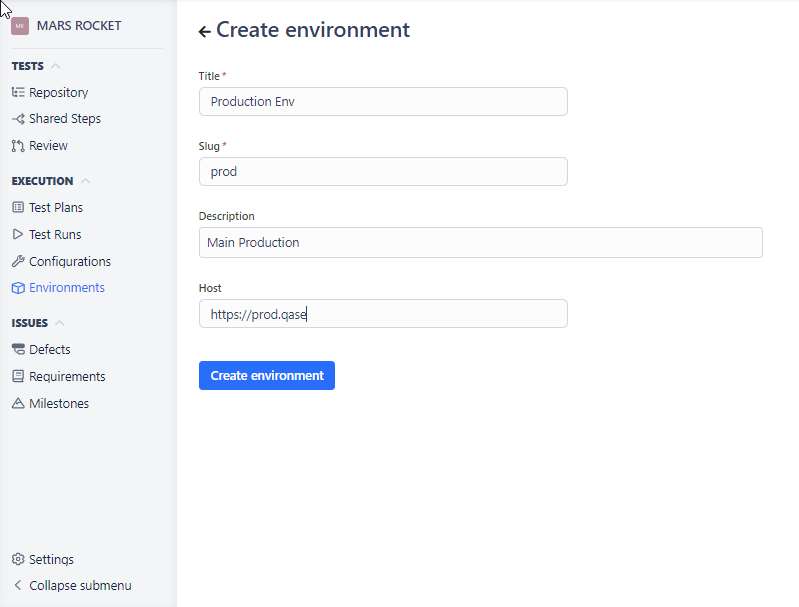 MR MARS ROCKET
TESTS
Repository
Shared Steps
Review
EXECUTION
Test Plans
Test Runs
Configurations
Environments
ISSUES
Defects
Requirements
Milestones
Settings
Collapse submenu
Create environment
Title *
Production Env
Slug *
prod
Description
Main Production
Host
https://prod.qase
Create environment